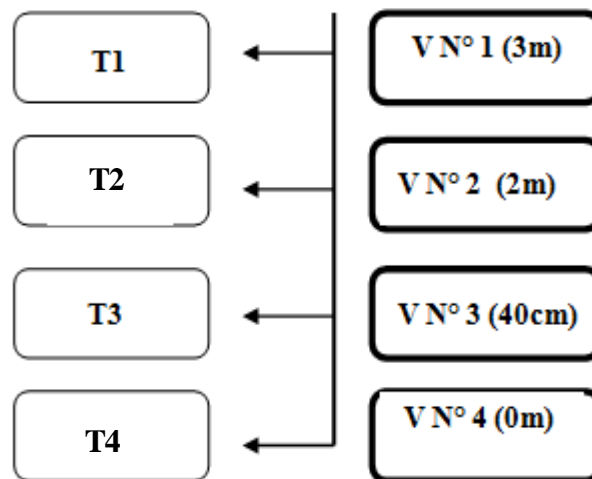 T1
V N° 1 (3m)
T2
V N° 2 (2m)
T3
V N° 3 (40cm)
T4
V N° 4 (0m)